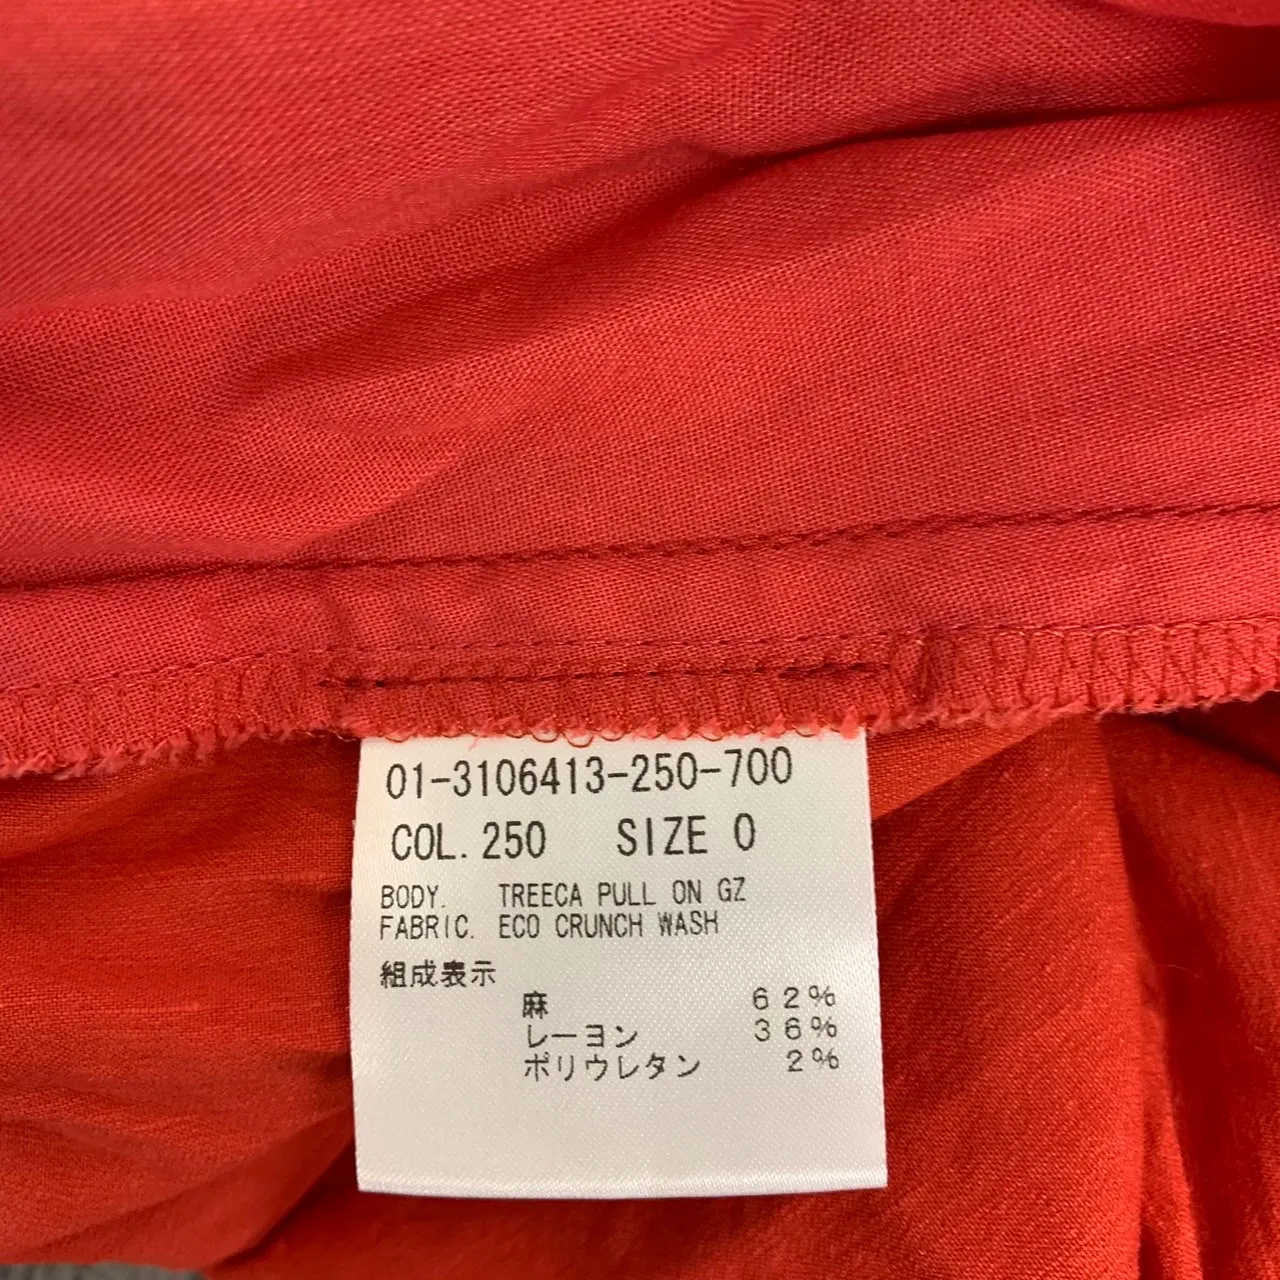 01-3106413-250-700
COL. 250 SIZE 0
BODY. TREECA PULL ON GZ
FABRIC. ECO CRUNCH WASH
組成表示
麻 62%
レーヨン 36%
ポリウレタン 2%